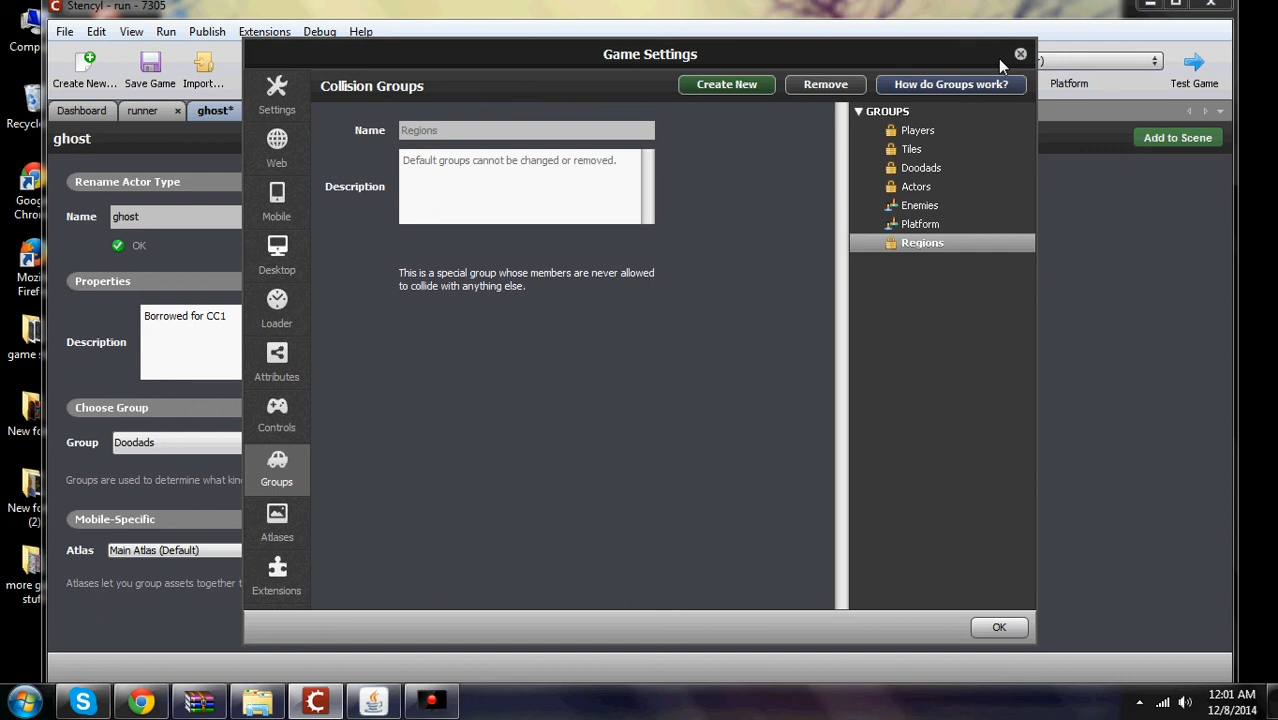 Stencyl - run - 7305
File Edit View Run Publish Extensions Debug Help
Create New... Save Game Import...
Platform Test Game
Dashboard runner ghost*
ghost
Add to Scene
Rename Actor Type
Name ghost
OK
Properties
Description Borrowed for CC1
Choose Group
Group Doodads
Groups are used to determine what
Mobile-Specific
Atlas Main Atlas (Default)
Atlases let you group assets together
Game Settings
Settings
Web
Mobile
Desktop
Loader
Attributes
Controls
Groups
Atlases
Extensions
Collision Groups
Create New Remove How do Groups work?
Name Regions
Description Default groups cannot be changed or removed.
This is a special group whose members are never allowed
to collide with anything else.
GROUPS
Players
Tiles
Doodads
Actors
Enemies
Platform
Regions
OK
New fo
New fo
(2)
more g
stuf
12:01 AM
12/8/2014